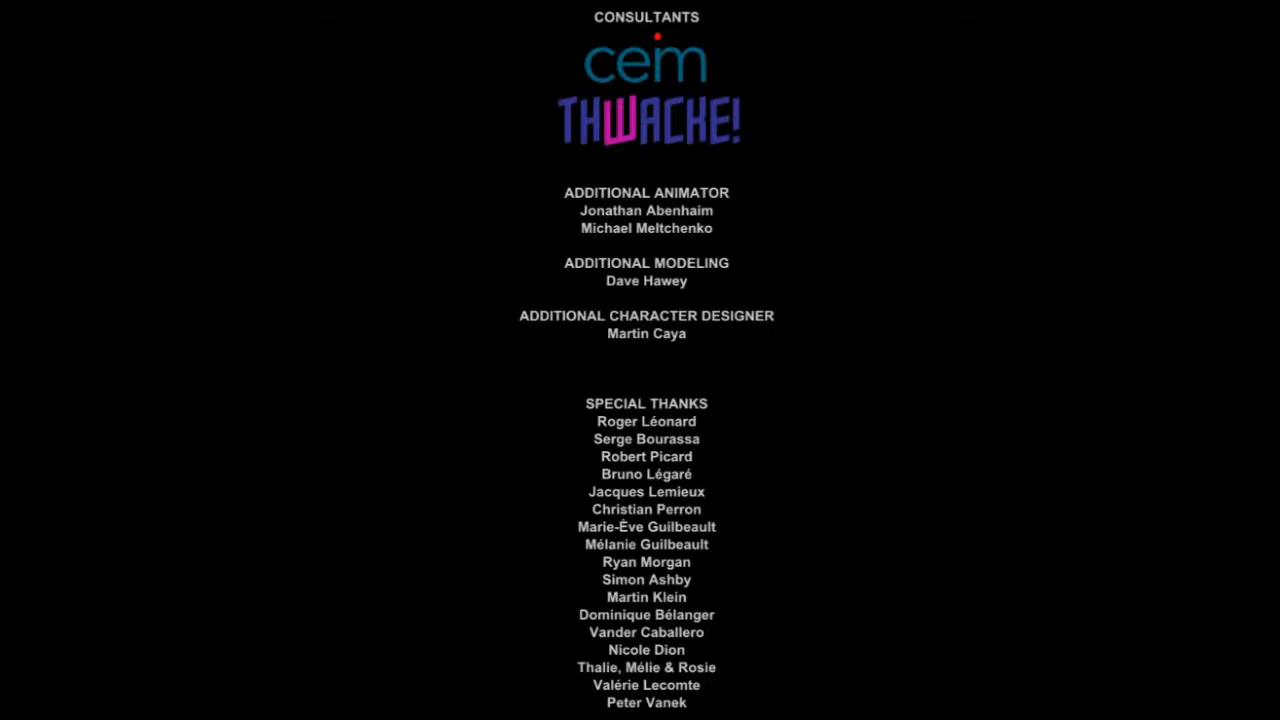 CONSULTANTS
ceim
THWACKE!
ADDITIONAL ANIMATOR
Jonathan Abenhaim
Michael Meltchenko
ADDITIONAL MODELING
Dave Hawey
ADDITIONAL CHARACTER DESIGNER
Martin Caya
SPECIAL THANKS
Roger Léonard
Serge Bourassa
Robert Picard
Bruno Légaré
Jacques Lemieux
Christian Perron
Marie-Ève Guilbeault
Mélanie Guilbeault
Ryan Morgan
Simon Ashby
Martin Klein
Dominique Bélanger
Vander Caballero
Nicole Dion
Thalie, Mélie & Rosie
Valérie Lecomte
Peter Vanek